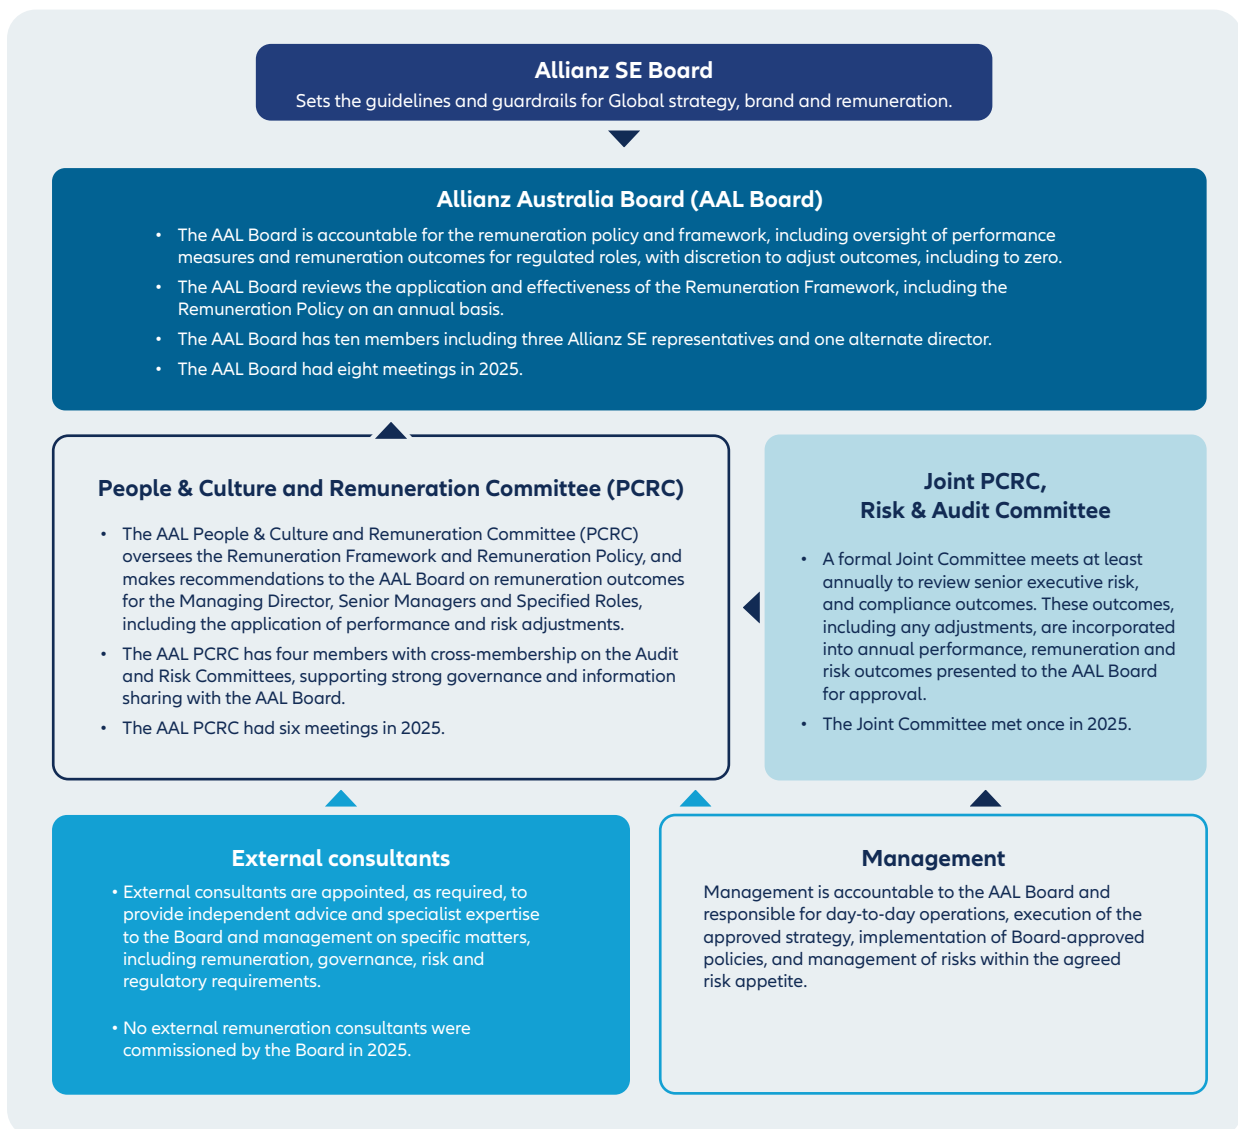 Allianz SE Board
Sets the guidelines and guardrails for Global strategy, brand and remuneration.
Allianz Australia Board (AAL Board)
• The AAL Board is accountable for the remuneration policy and framework, including oversight of performance
measures and remuneration outcomes for regulated roles, with discretion to adjust outcomes, including to zero.
• The AAL Board reviews the application and effectiveness of the Remuneration Framework, including the
Remuneration Policy on an annual basis.
• The AAL Board has ten members including three Allianz SE representatives and one alternate director.
• The AAL Board had eight meetings in 2025.
People & Culture and Remuneration Committee (PCRC)
• The AAL People & Culture and Remuneration Committee (PCRC)
oversees the Remuneration Framework and Remuneration Policy, and
makes recommendations to the AAL Board on remuneration outcomes
for the Managing Director, Senior Managers and Specified Roles,
including the application of performance and risk adjustments.
• The AAL PCRC has four members with cross-membership on the Audit
and Risk Committees, supporting strong governance and information
sharing with the AAL Board.
• The AAL PCRC had six meetings in 2025.
Joint PCRC,
Risk & Audit Committee
• A formal Joint Committee meets at least
annually to review senior executive risk,
and compliance outcomes. These outcomes,
including any adjustments, are incorporated
into annual performance, remuneration and
risk outcomes presented to the AAL Board
for approval.
• The Joint Committee met once in 2025.
External consultants
• External consultants are appointed, as required, to
provide independent advice and specialist expertise
to the Board and management on specific matters,
including remuneration, governance, risk and
regulatory requirements.
• No external remuneration consultants were
commissioned by the Board in 2025.
Management
Management is accountable to the AAL Board and
responsible for day-to-day operations, execution of the
approved strategy, implementation of Board-approved
policies, and management of risks within the agreed
risk appetite.